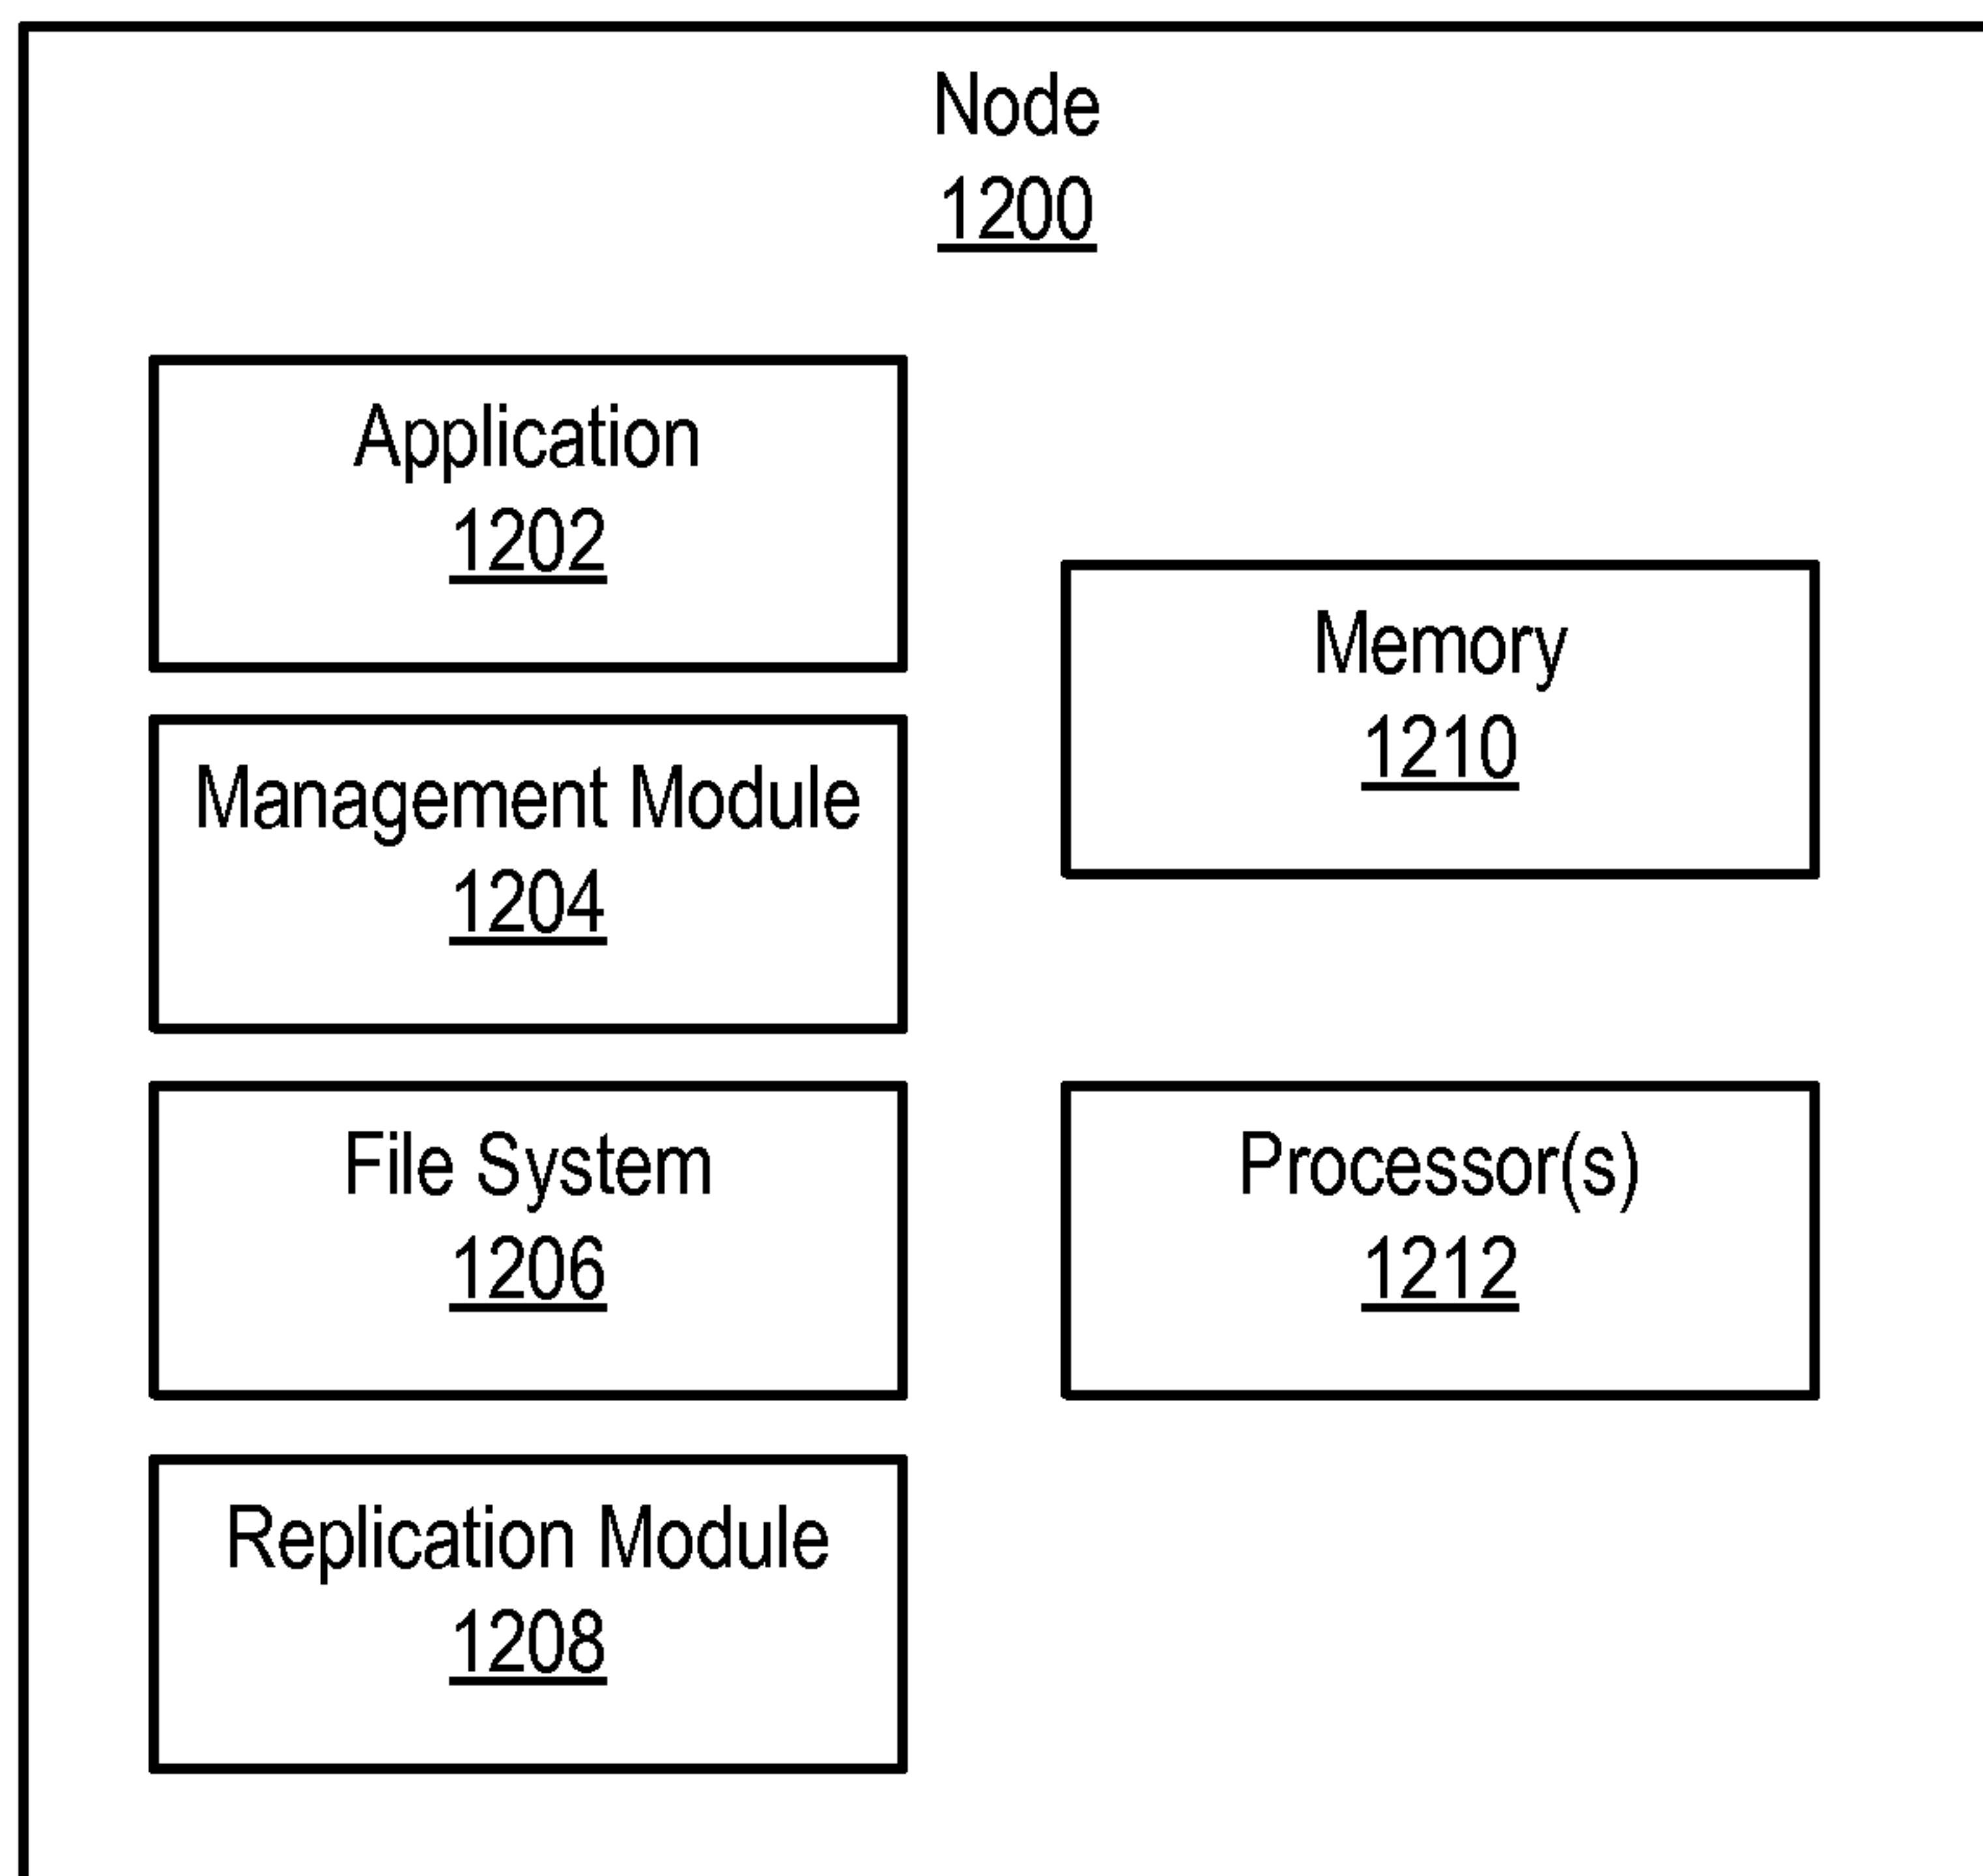 Node
1200
Application
1202
Management Module
1204
File System
1206
Replication Module
1208
Memory
1210
Processor(s)
1212